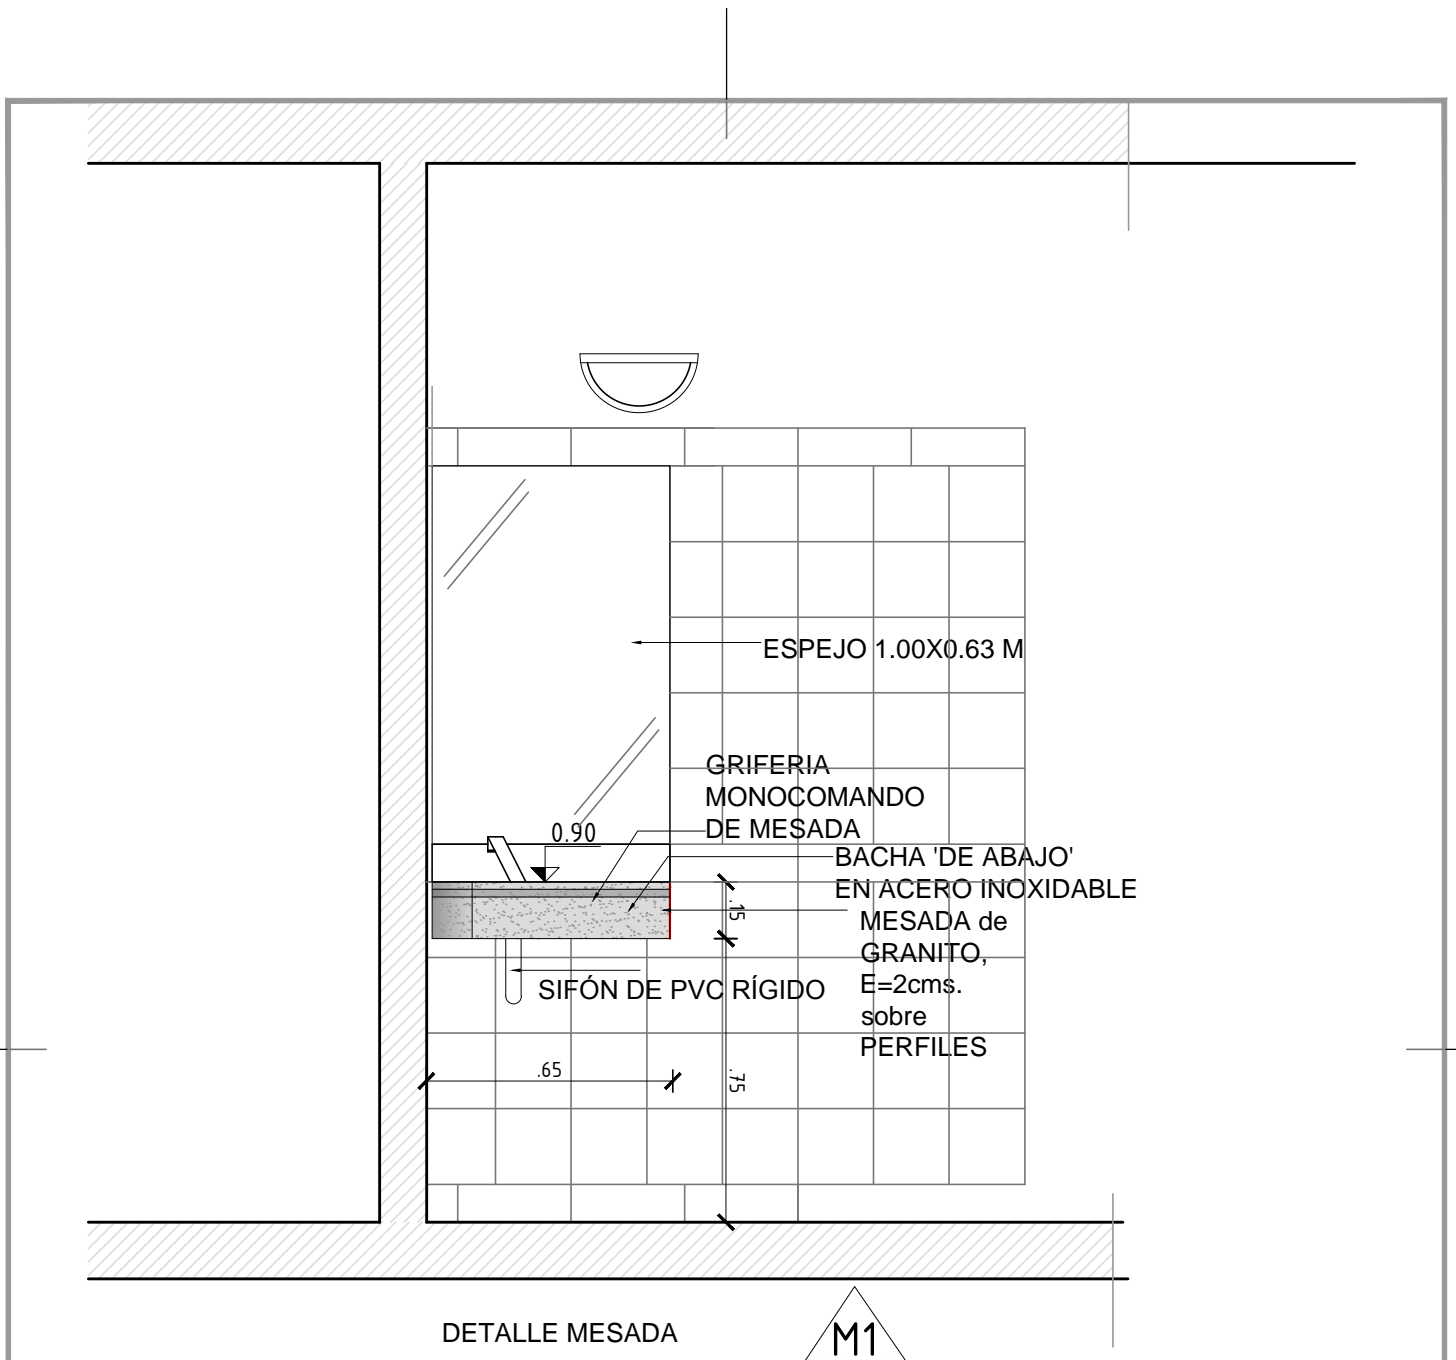 ESPEJO 1.00X0.63 M
GRIFERIA
MONOCOMANDO
DE MESADA
0.90
BACHA 'DE ABAJO'
EN ACERO INOXIDABLE
.15
MESADA de
GRANITO,
E=2cms.
sobre
PERFILES
SIFÓN DE PVC RÍGIDO
.65
.75
DETALLE MESADA
M1